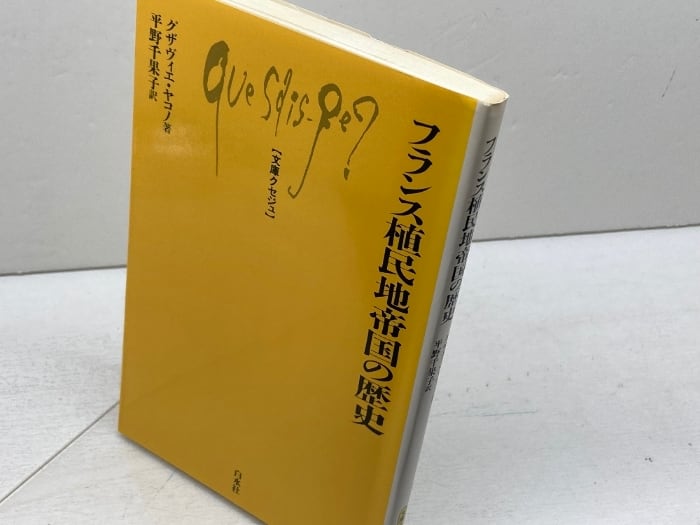 グザヴィエ・ヤコノ著
平野千果子訳
Que sais-je?
【文庫クセジュ】
フランス植民地帝国の歴史
白水社
フランス植民地帝国の歴史
平野千果子訳